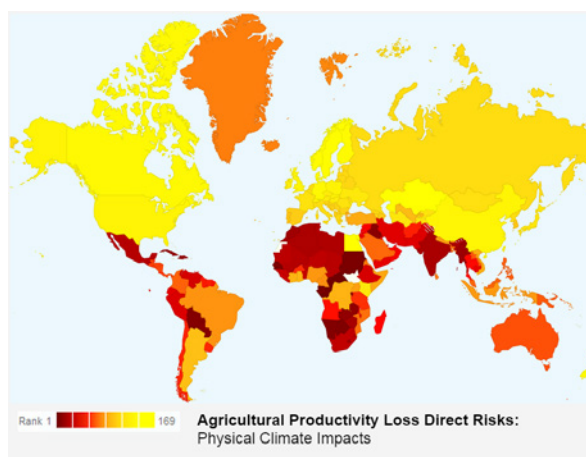 Rank 1 169
Agricultural Productivity Loss Direct Risks:
Physical Climate Impacts